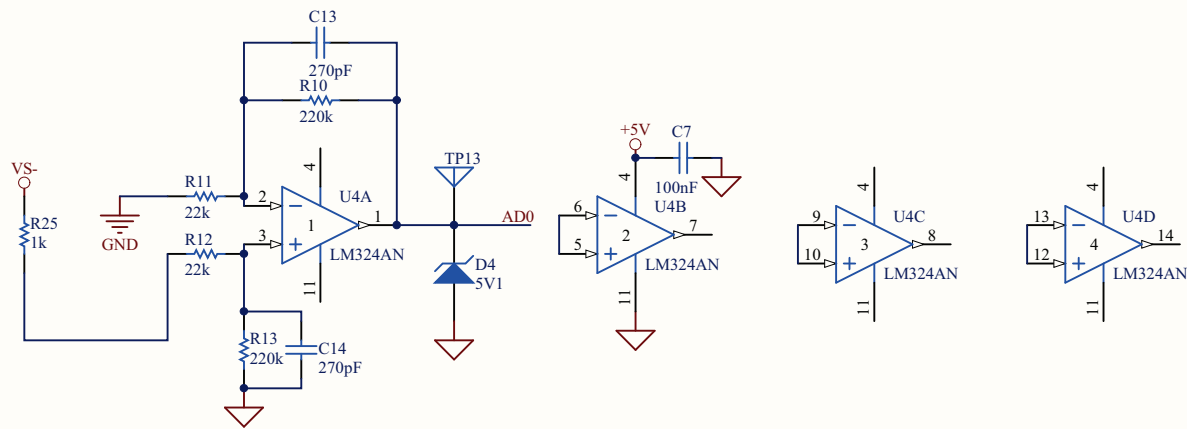 C13
270pF
R10
220k
VS-
R25
1k
R11
22k
GND
R12
22k
2
3
4
1
11
U4A
1
LM324AN
TP13
AD0
D4
5V1
R13
220k
C14
270pF
+5V
C7
100nF
4
U4B
6
5
2
7
LM324AN
11
4
U4C
9
10
3
8
LM324AN
11
4
U4D
13
12
4
14
LM324AN
11